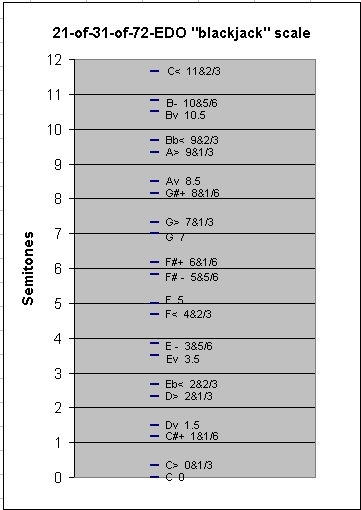 21-of-31-of-72-EDO "blackjack" scale
Semitones
12
11
10
9
8
7
6
5
4
3
2
1
0
C< 11&2/3
B- 10&5/6
Bv 10.5
Bb< 9&2/3
A> 9&1/3
Av 8.5
G#+ 8&1/6
G> 7&1/3
G 7
F#+ 6&1/6
F# - 5&5/6
F 5
F< 4&2/3
E - 3&5/6
Ev 3.5
Eb< 2&2/3
D> 2&1/3
Dv 1.5
C#+ 1&1/6
C> 0&1/3
C 0